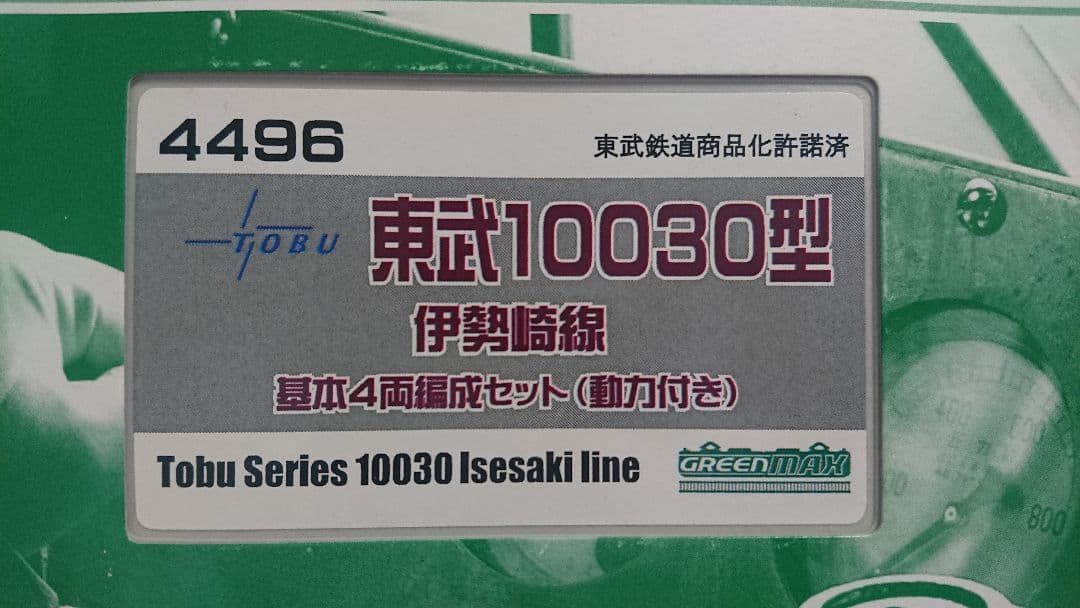 4496
東武鉄道商品化許諾済
TOBU
東武10030型
伊勢崎線
基本4両編成セット(動力付き)
Tobu Series 10030 Isesaki line
GREENMAX
800